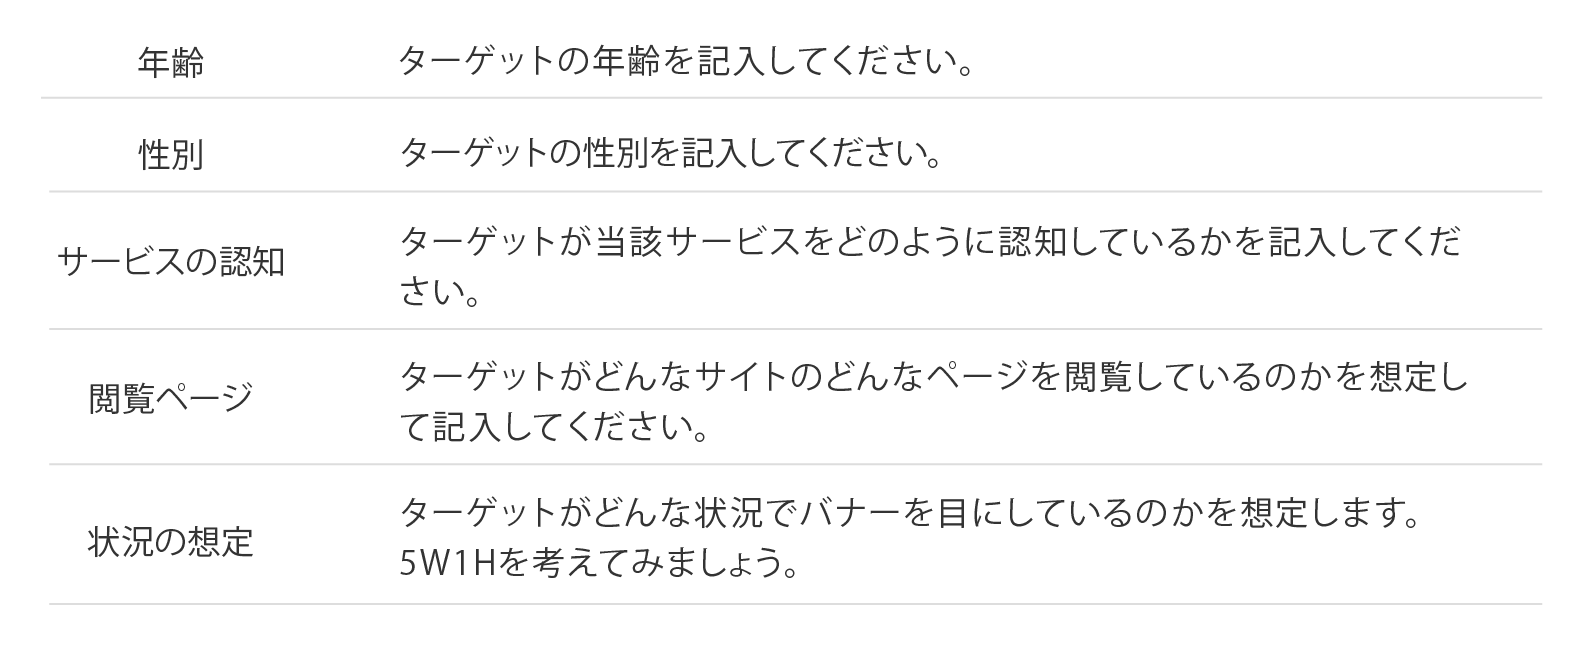 年齢
ターゲットの年齢を記入してください。
性別
ターゲットの性別を記入してください。
サービスの認知
ターゲットが当該サービスをどのように認知しているかを記入してくだ
さい。
閲覧ページ
ターゲットがどんなサイトのどんなページを閲覧しているのかを想定し
て記入してください。
状況の想定
ターゲットがどんな状況でバナーを目にしているのかを想定します。
5W1Hを考えてみましょう。